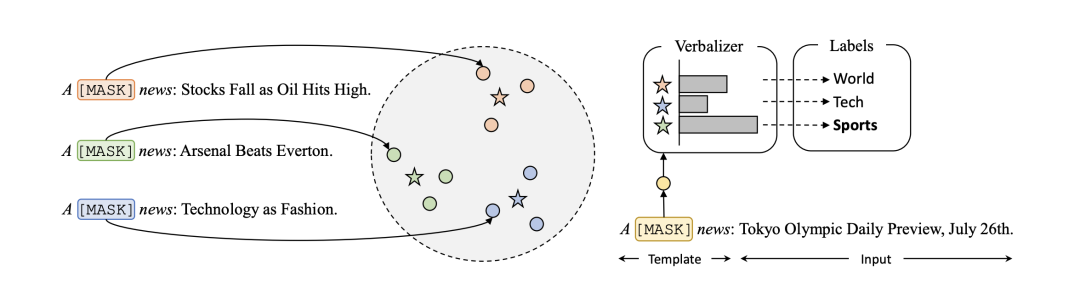 A [MASK] news: Stocks Fall as Oil Hits High.
A [MASK] news: Arsenal Beats Everton.
A [MASK] news: Technology as Fashion.
Verbalizer
Labels
World
Tech
Sports
A [MASK] news: Tokyo Olympic Daily Preview, July 26th.
Template
Input